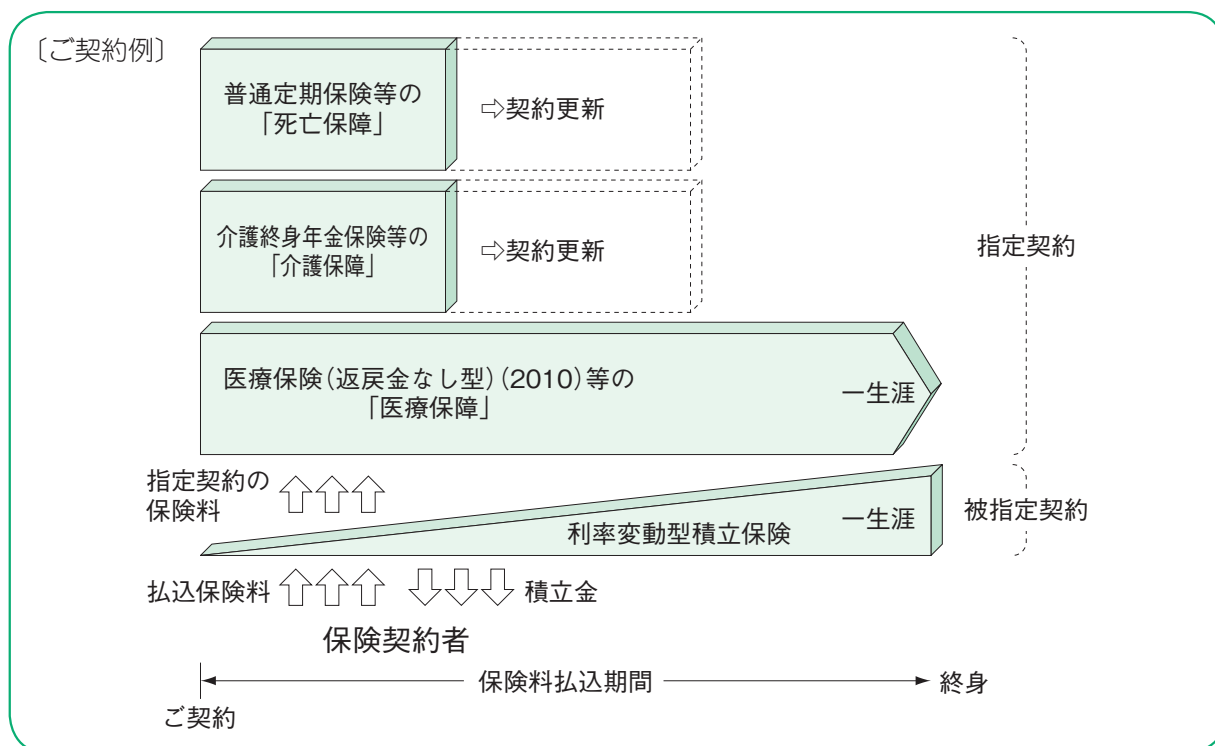 〔ご契約例〕
普通定期保険等の
「死亡保障」
⇨契約更新
介護終身年金保険等の
「介護保障」
⇨契約更新
指定契約
医療保険(返戻金なし型)(2010)等の
「医療保障」
一生涯
指定契約の
保険料
利率変動型積立保険
一生涯
被指定契約
払込保険料
積立金
保険契約者
保険料払込期間
終身
ご契約